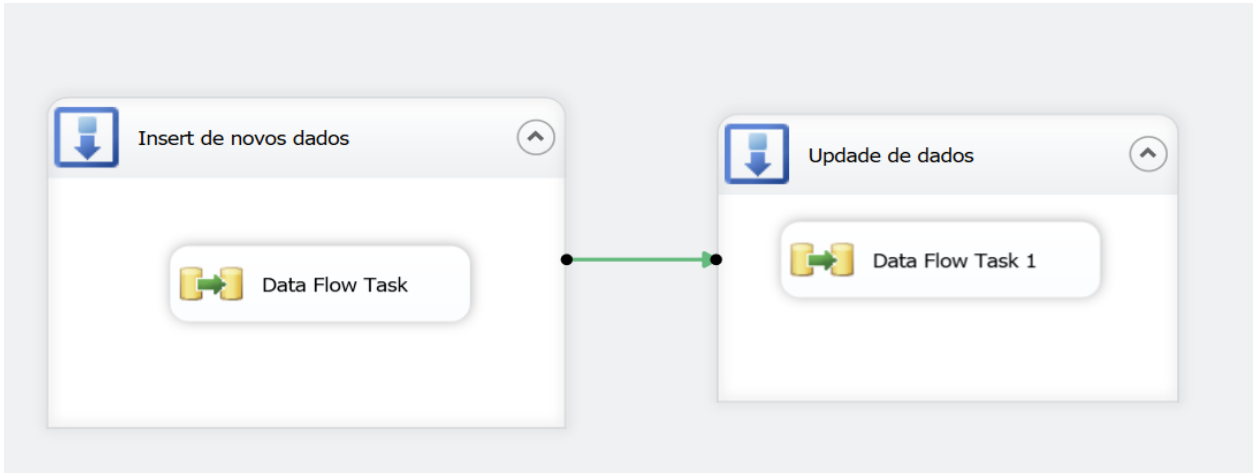 Insert de novos dados
Data Flow Task
Updade de dados
Data Flow Task 1